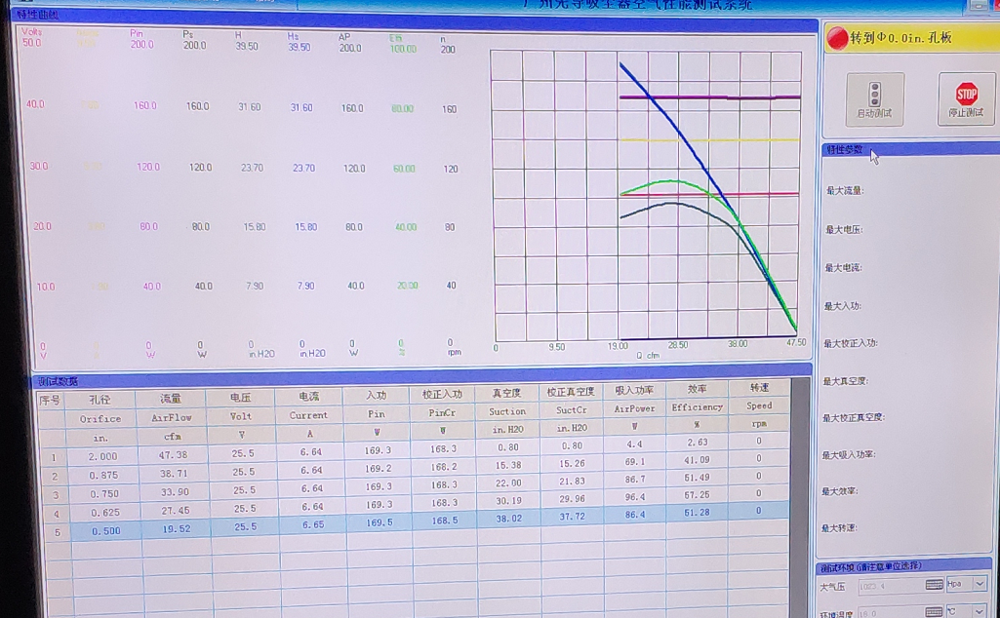 广州先导吸尘器空气性能测试系统
特性曲线
Volts Pin Ps H Hs AP Effi n
50.0 200.0 200.0 39.50 39.50 200.0 100.00 200
40.0 160.0 160.0 31.60 31.60 160.0 80.00 160
30.0 120.0 120.0 23.70 23.70 120.0 60.00 120
20.0 80.0 80.0 15.80 15.80 80.0 40.00 80
10.0 40.0 40.0 7.90 7.90 40.0 20.00 40
0 0 0 0 0 0 0 0
V W W in.H2O in.H2O W % rpm
0 9.50 19.00 28.50 38.00 47.50
Q cfm
转到Φ0.0in.孔板
启动测试
STOP
停止测试
特性参数
最大流量:
最大电压:
最大电流:
最大入功:
最大校正入功:
最大真空度:
最大校正真空度:
最大吸入功率:
最大效率:
最大转速:
测试数据
序号 孔径 流量 电压 电流 入功 校正入功 真空度 校正真空度 吸入功率 效率 转速
Orifice AirFlow Volt Current Pin PinCr Suction SuctCr AirPower Efficiency Speed
in. cfm V A W W in.H2O in.H2O W % rpm
1 2.000 47.38 25.5 6.64 169.3 168.3 0.80 0.80 4.4 2.63 0
2 0.875 38.71 25.5 6.64 169.2 168.2 15.38 15.26 69.1 41.09 0
3 0.750 33.90 25.5 6.64 169.3 168.3 22.00 21.83 86.7 51.49 0
4 0.625 27.45 25.5 6.64 169.3 168.3 30.19 29.96 96.4 57.25 0
5 0.500 19.52 25.5 6.65 169.5 168.5 38.02 37.72 86.4 51.28 0
测试环境(请注意单位选择)
大气压 Hpa
环境温度 ℃